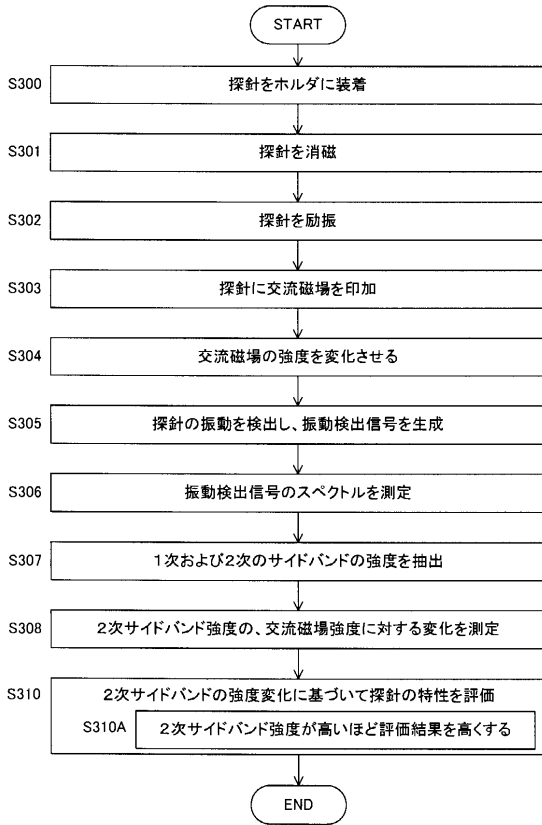 START
S300
探針をホルダに装着
S301
探針を消磁
S302
探針を励振
S303
探針に交流磁場を印加
S304
交流磁場の強度を変化させる
S305
探針の振動を検出し、振動検出信号を生成
S306
振動検出信号のスペクトルを測定
S307
1次および2次のサイドバンドの強度を抽出
S308
2次サイドバンド強度の、交流磁場強度に対する変化を測定
S310
2次サイドバンドの強度変化に基づいて探針の特性を評価
S310A
2次サイドバンド強度が高いほど評価結果を高くする
END